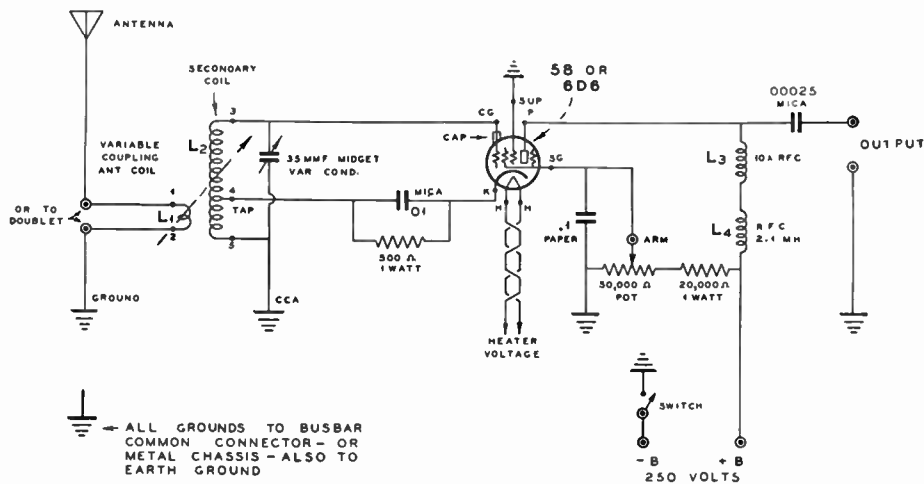 ANTENNA
SECONDARY
COIL
58 OR
6D6
SUP
CG
P
CAP
00025
MICA
3
L2
VARIABLE
COUPLING
ANT COIL
35MMF MIDGET
VAR COND.
SG
OUTPUT
L3
10A RFC
1
4
TAP
MICA
01
K
H
H
OR TO
DOUBLET
L1
2
5
500 Ω
1 WATT
.1
PAPER
ARM
L4
RFC
2.1 MH
GROUND
CCA
50,000 Ω
POT
20,000 Ω
1 WATT
HEATER
VOLTAGE
SWITCH
ALL GROUNDS TO BUSBAR
COMMON CONNECTOR - OR
METAL CHASSIS - ALSO TO
EARTH GROUND
- B
+ B
250 VOLTS